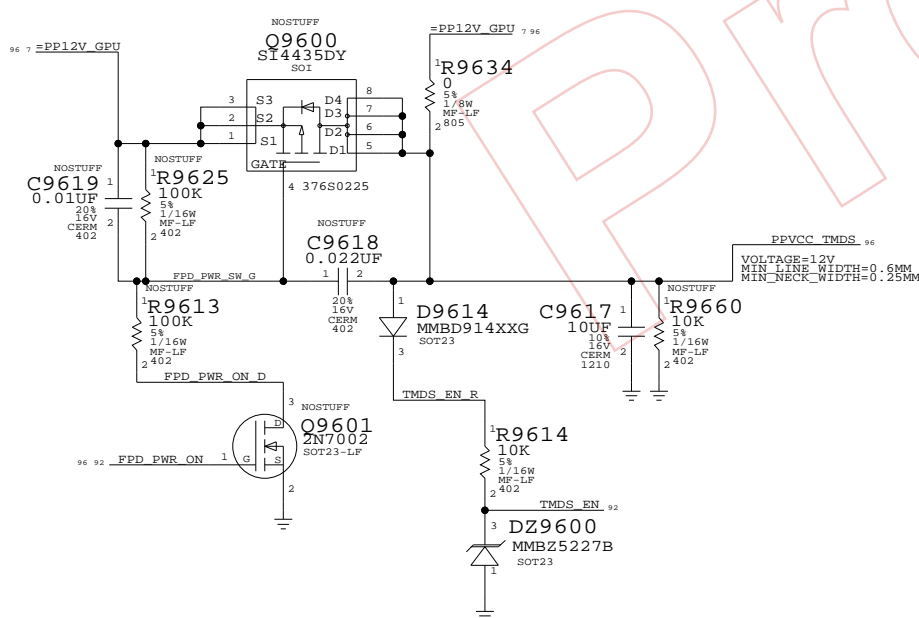 NOSTUFF
Q9600
SI4435DY
SOI
96 7 =PP12V_GPU
=PP12V_GPU 7 96
1
R9634
0
5%
1/8W
MF-LF
2 805
3 S3
2 S2
1 S1
D4 8
D3 7
D2 6
D1 5
GATE
4 376S0225
NOSTUFF
C9619
0.01UF
20%
16V
CERM
402
1
2
NOSTUFF
1
R9625
100K
5%
1/16W
MF-LF
2 402
NOSTUFF
C9618
0.022UF
1 2
20%
16V
CERM
402
FPD_PWR_SW_G
PPVCC_TMDS 96
VOLTAGE=12V
MIN_LINE_WIDTH=0.6MM
MIN_NECK_WIDTH=0.25MM
NOSTUFF
1
R9613
100K
5%
1/16W
MF-LF
2 402
1
D9614
MMBD914XXG
SOT23
3
C9617
10UF
10%
16V
CERM
1210
1
2
NOSTUFF
1
R9660
10K
5%
1/16W
MF-LF
2 402
FPD_PWR_ON_D
TMDS_EN_R
3
NOSTUFF
Q9601
2N7002
SOT23-LF
D
G
S
96 92 FPD_PWR_ON 1
2
1
R9614
10K
5%
1/16W
MF-LF
2 402
TMDS_EN 92
3
DZ9600
MMBZ5227B
SOT23
1
Pr